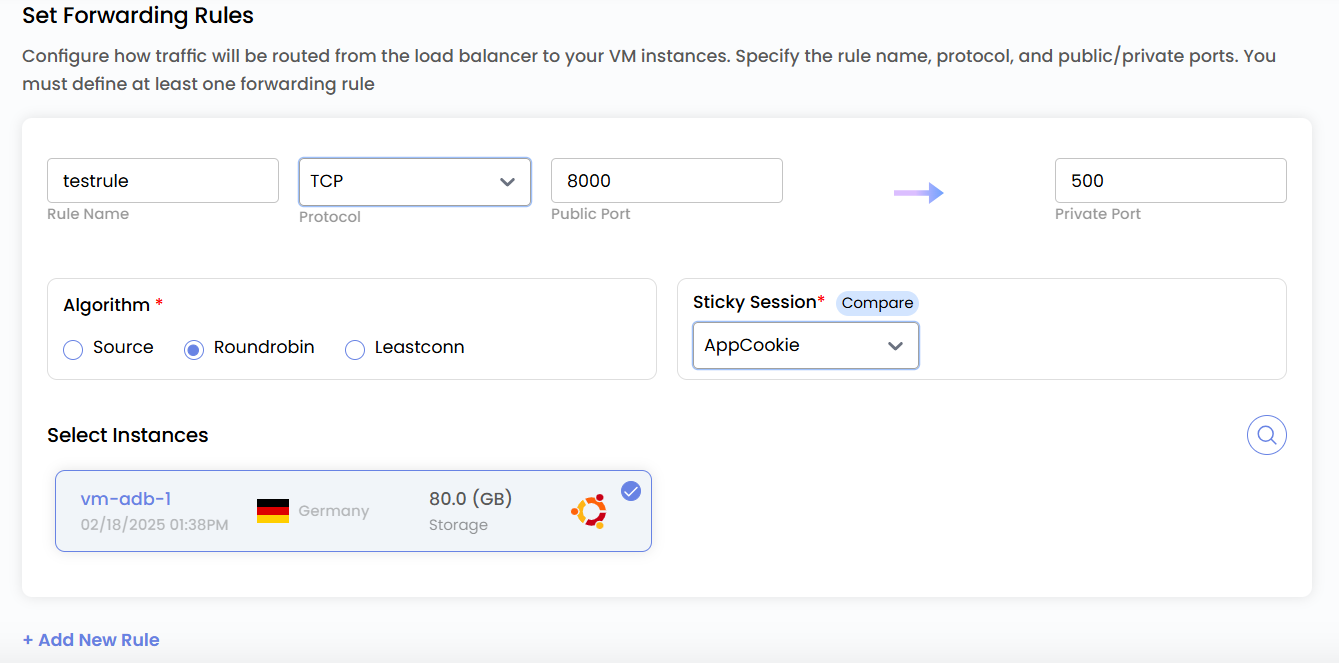 Set Forwarding Rules
Configure how traffic will be routed from the load balancer to your VM instances. Specify the rule name, protocol, and public/private ports. You
must define at least one forwarding rule
testrule TCP 8000 500
Rule Name Protocol Public Port Private Port
Algorithm * Sticky Session* Compare
Source Roundrobin Leastconn AppCookie
Select Instances
vm-adb-1 80.0 (GB)
02/18/2025 01:38PM Germany Storage
+ Add New Rule